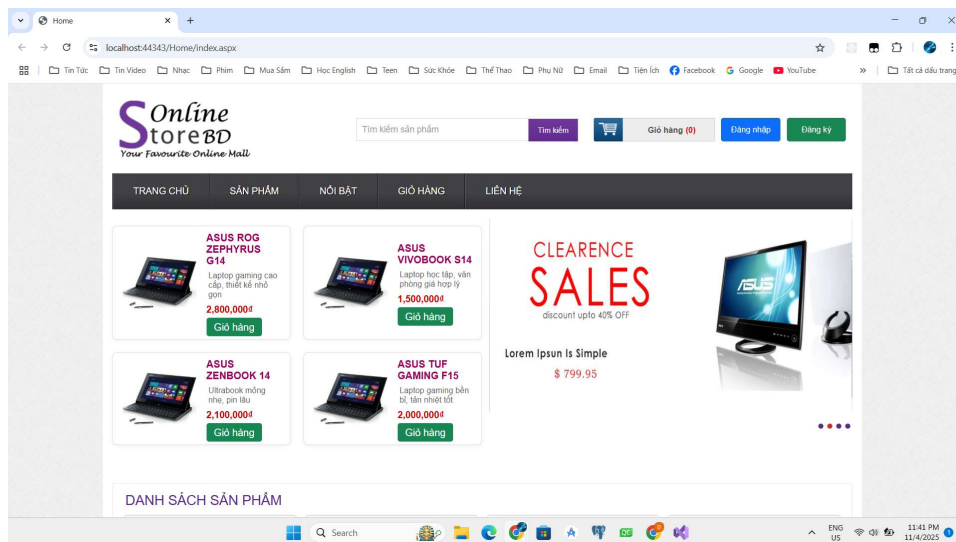 Home
localhost:44343/Home/index.aspx
Tin Tức Tin Video Nhạc Phim Mua Sắm Học English Teen Sức Khỏe Thể Thao Phụ Nữ Email Tiện Ích Facebook Google YouTube Tất cả dấu trang
Online
Store BD
Your Favourite Online Mall
Tìm kiếm sản phẩm Tìm kiếm Giỏ hàng (0) Đăng nhập Đăng ký
TRANG CHỦ SẢN PHẨM NỔI BẬT GIỎ HÀNG LIÊN HỆ
ASUS ROG
ZEPHYRUS
G14
Laptop gaming cao
cấp, thiết kế nhỏ
gọn
2,800,000₫
Giỏ hàng
ASUS
VIVOBOOK S14
Laptop học tập, văn
phòng giá hợp lý
1,500,000₫
Giỏ hàng
ASUS
ZENBOOK 14
Ultrabook mỏng
nhẹ, pin lâu
2,100,000₫
Giỏ hàng
ASUS TUF
GAMING F15
Laptop gaming bền
bỉ, tản nhiệt tốt
2,000,000₫
Giỏ hàng
CLEARENCE
SALES
discount upto 40% OFF
Lorem Ipsun Is Simple
$ 799.95
ASUS
DANH SÁCH SẢN PHẨM
Search
ENG
US
11:41 PM
11/4/2025